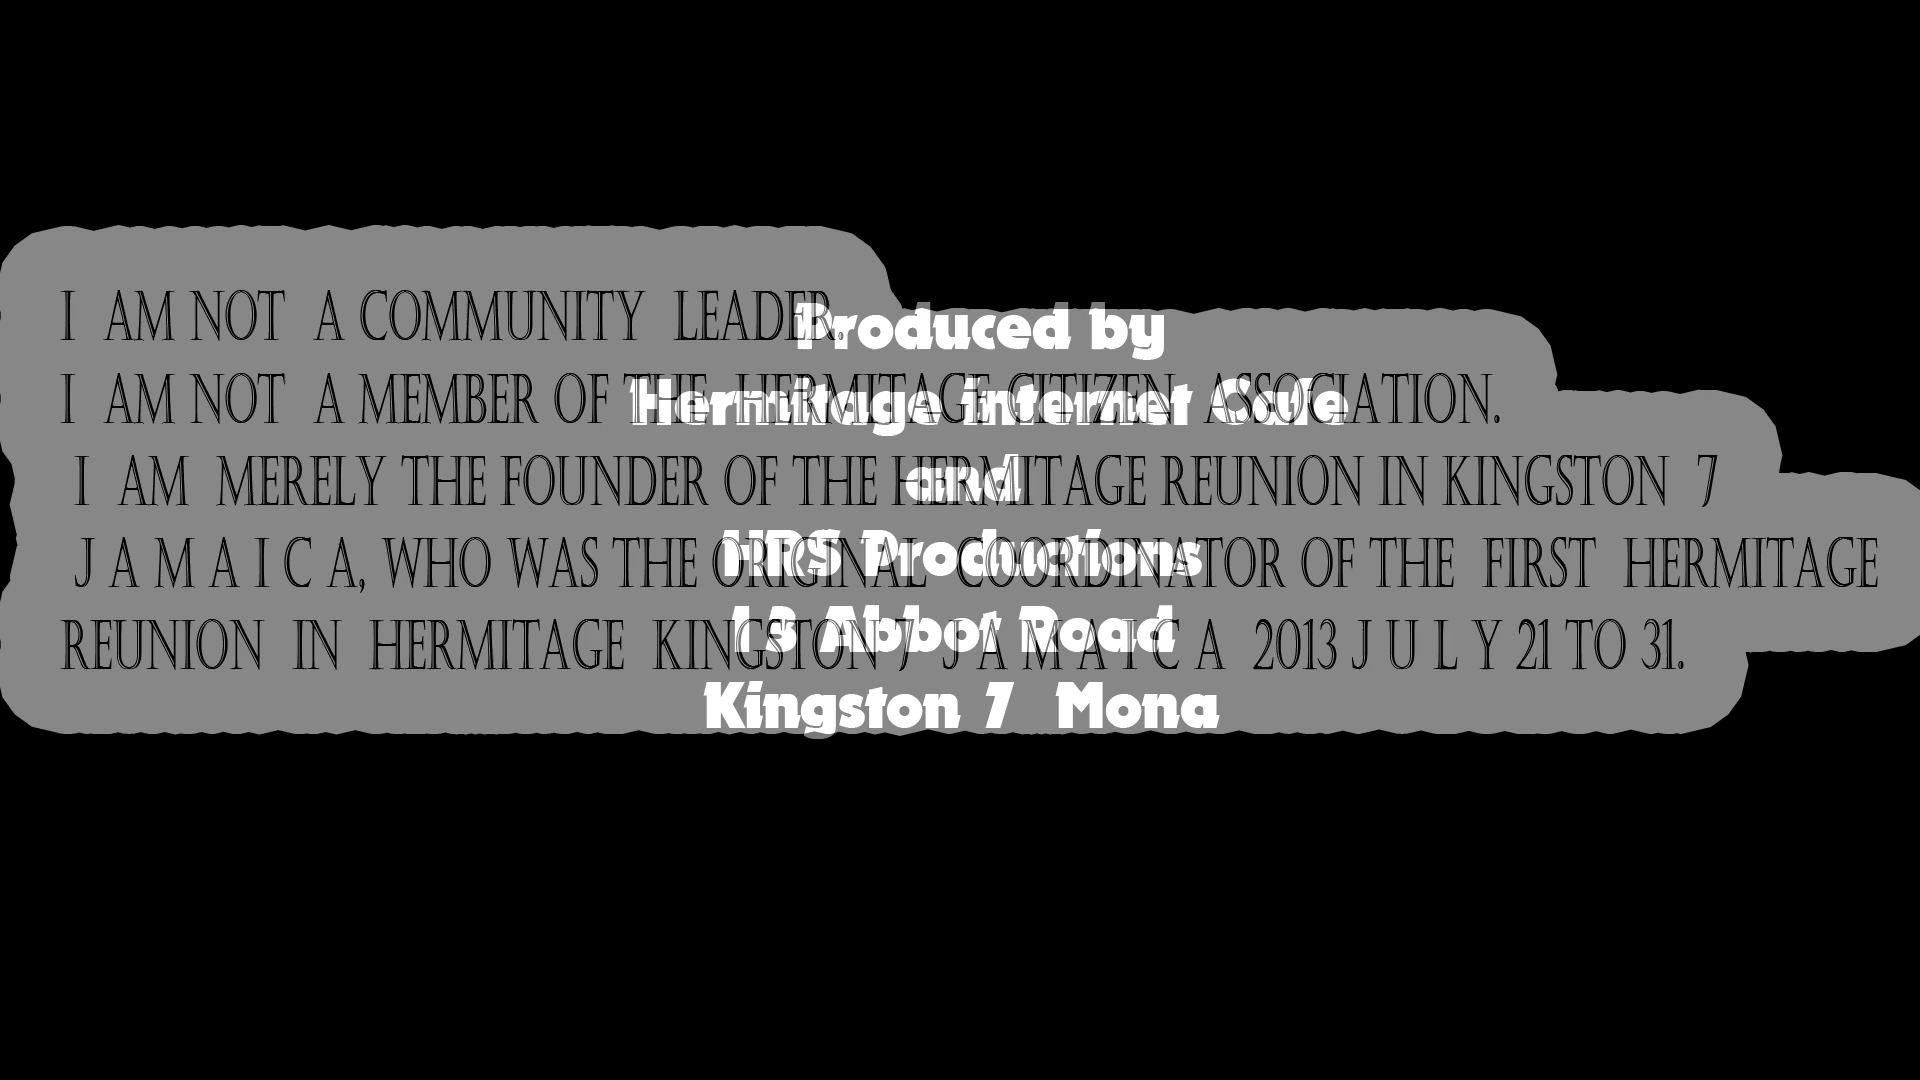 I AM NOT A COMMUNITY LEADER.
I AM NOT A MEMBER OF THE HERMITAGE CITIZEN ASSOCIATION.
I AM MERELY THE FOUNDER OF THE HERMITAGE REUNION IN KINGSTON 7
J A M A I C A, WHO WAS THE ORIGINAL COORDINATOR OF THE FIRST HERMITAGE
REUNION IN HERMITAGE KINGSTON 7 J A M A I C A 2013 J U L Y 21 TO 31.
Produced by
Hermitage internet Cafe
and
HRS Productions
13 Abbot Road
Kingston 7 Mona